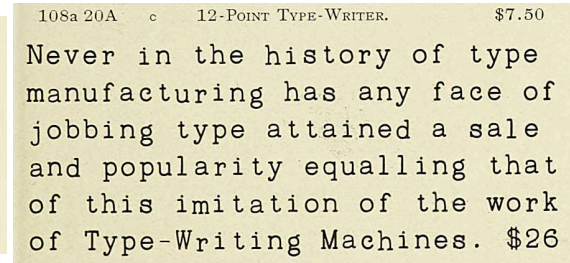 108a 20A c 12-Point Type-Writer. $7.50
Never in the history of type
manufacturing has any face of
jobbing type attained a sale
and popularity equalling that
of this imitation of the work
of Type-Writing Machines. $26